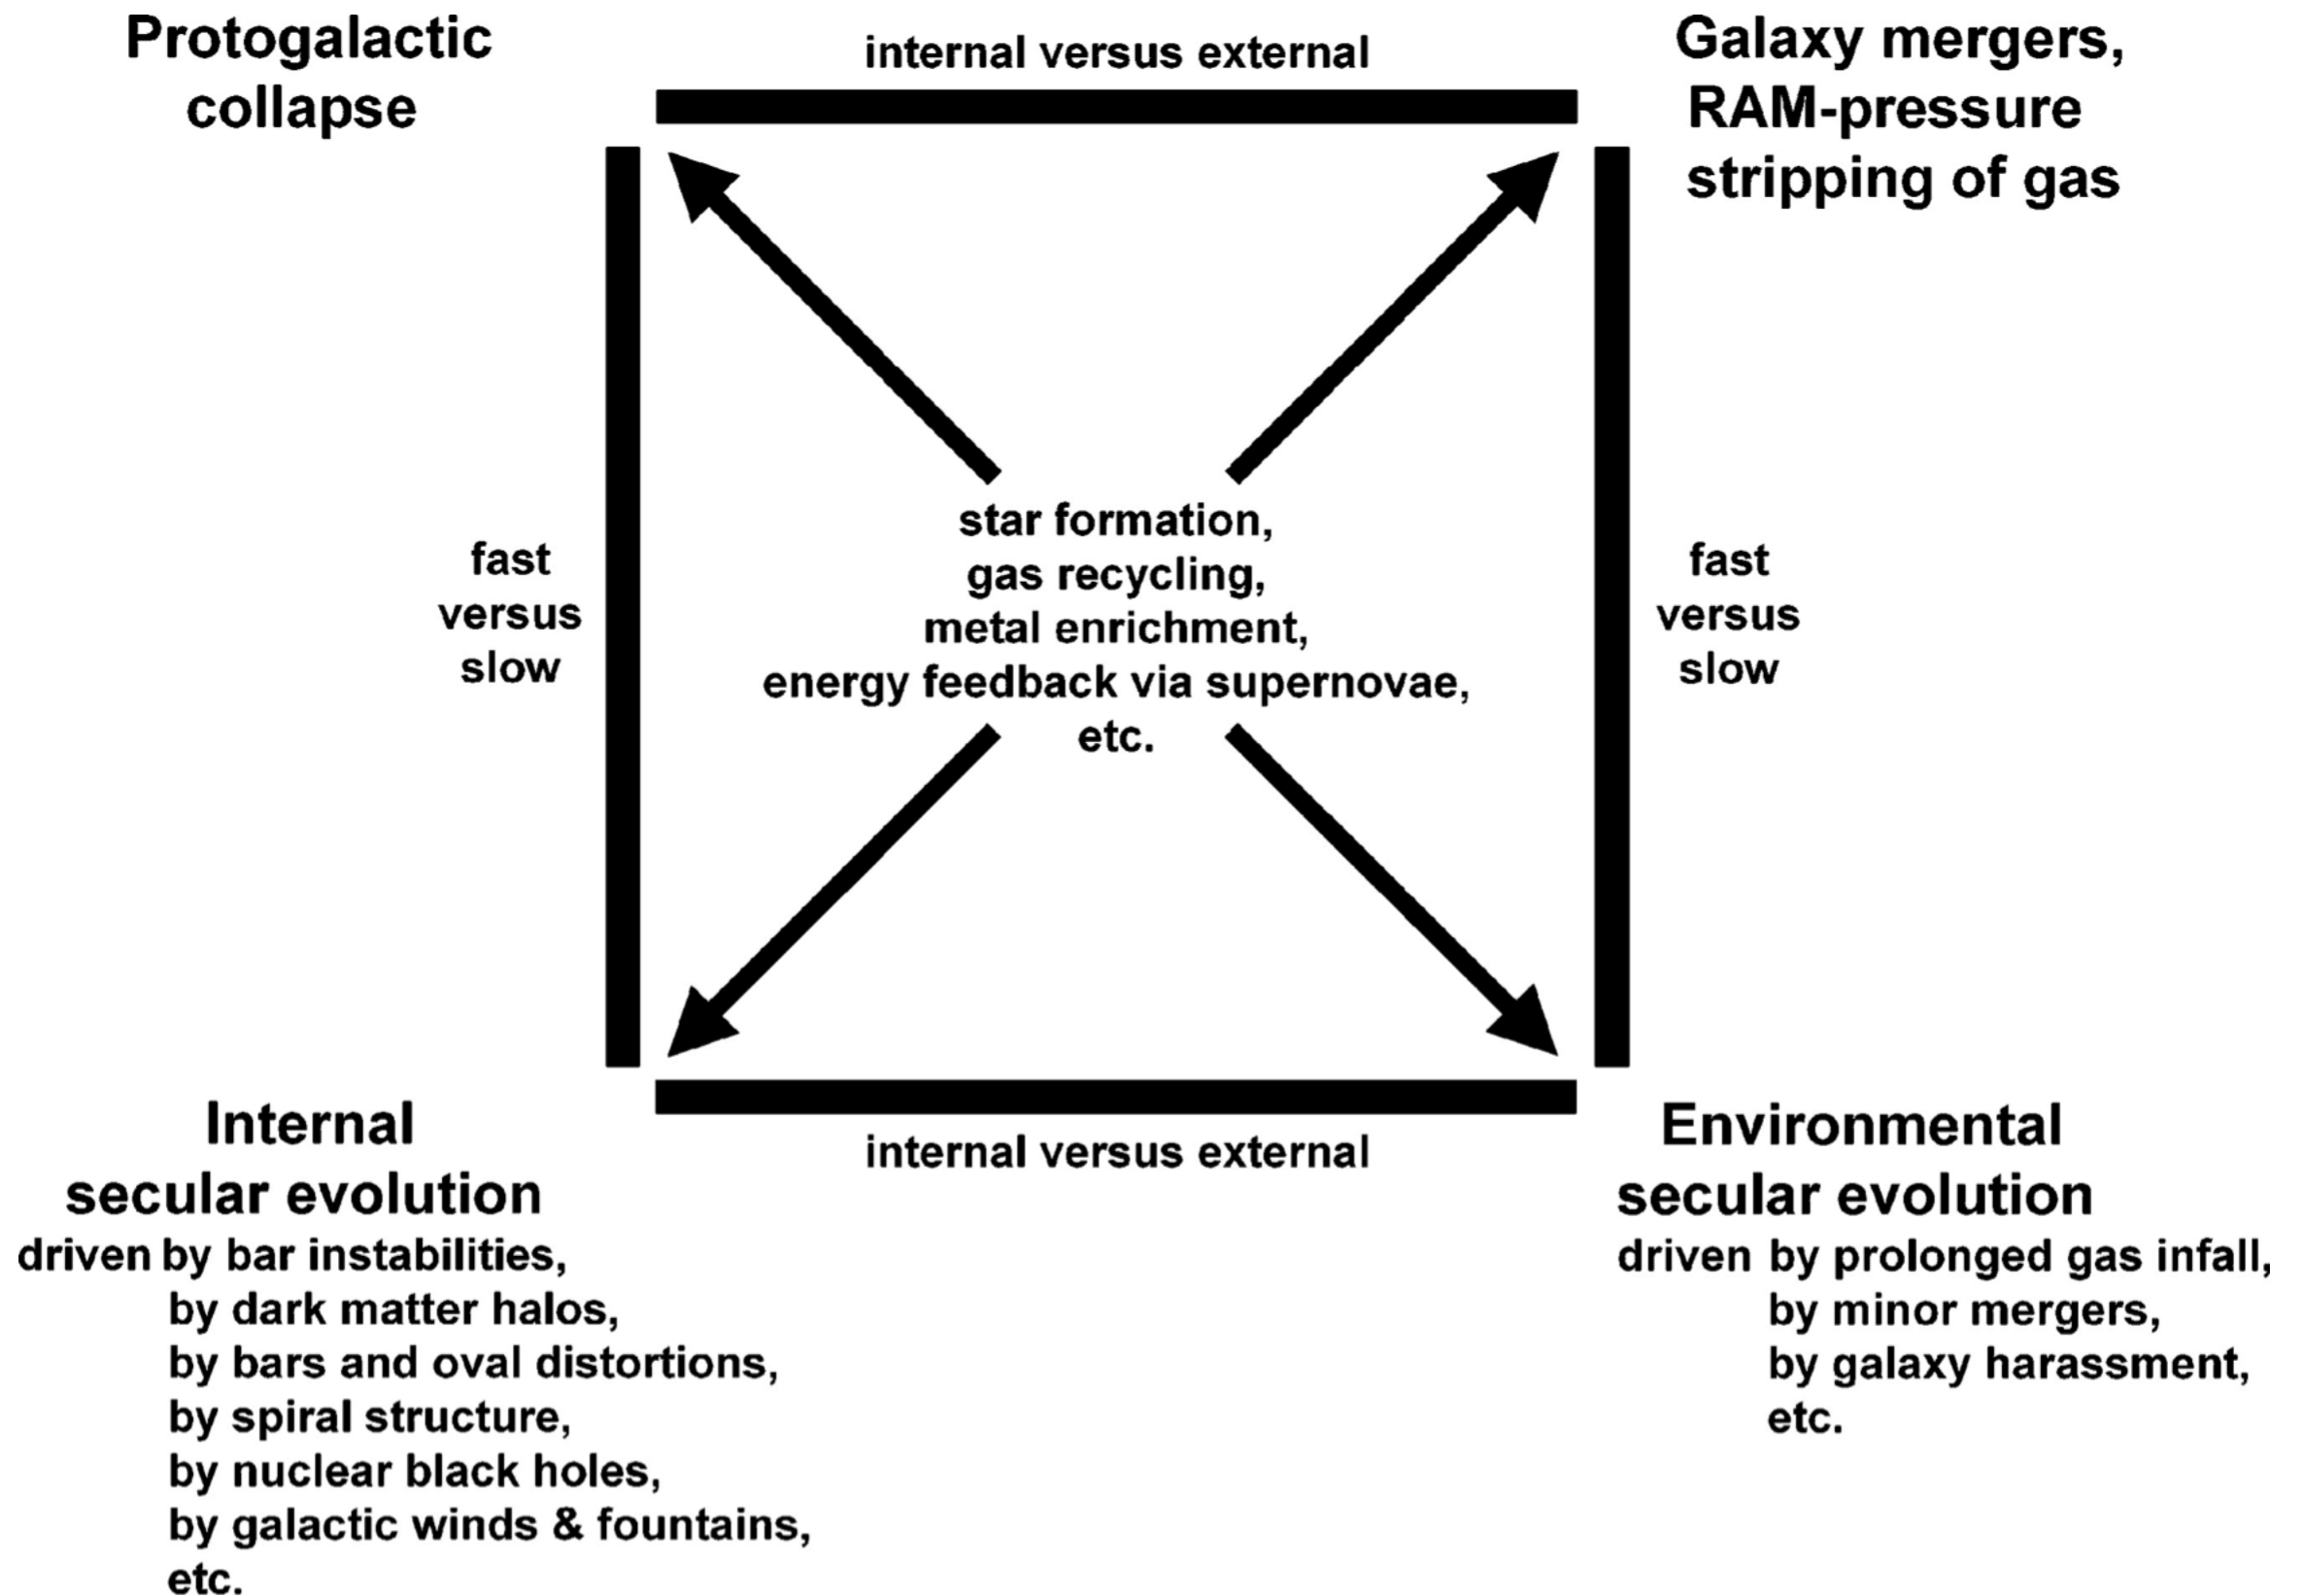 Protogalactic
collapse
internal versus external
Galaxy mergers,
RAM-pressure
stripping of gas
fast
versus
slow
star formation,
gas recycling,
metal enrichment,
energy feedback via supernovae,
etc.
fast
versus
slow
Internal
secular evolution
driven by bar instabilities,
by dark matter halos,
by bars and oval distortions,
by spiral structure,
by nuclear black holes,
by galactic winds & fountains,
etc.
internal versus external
Environmental
secular evolution
driven by prolonged gas infall,
by minor mergers,
by galaxy harassment,
etc.